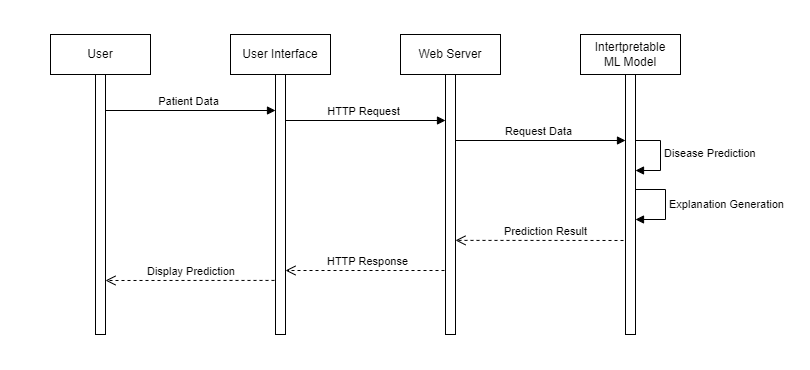 User
User Interface
Web Server
Intertpretable
ML Model
Patient Data
HTTP Request
Request Data
Disease Prediction
Explanation Generation
Prediction Result
HTTP Response
Display Prediction